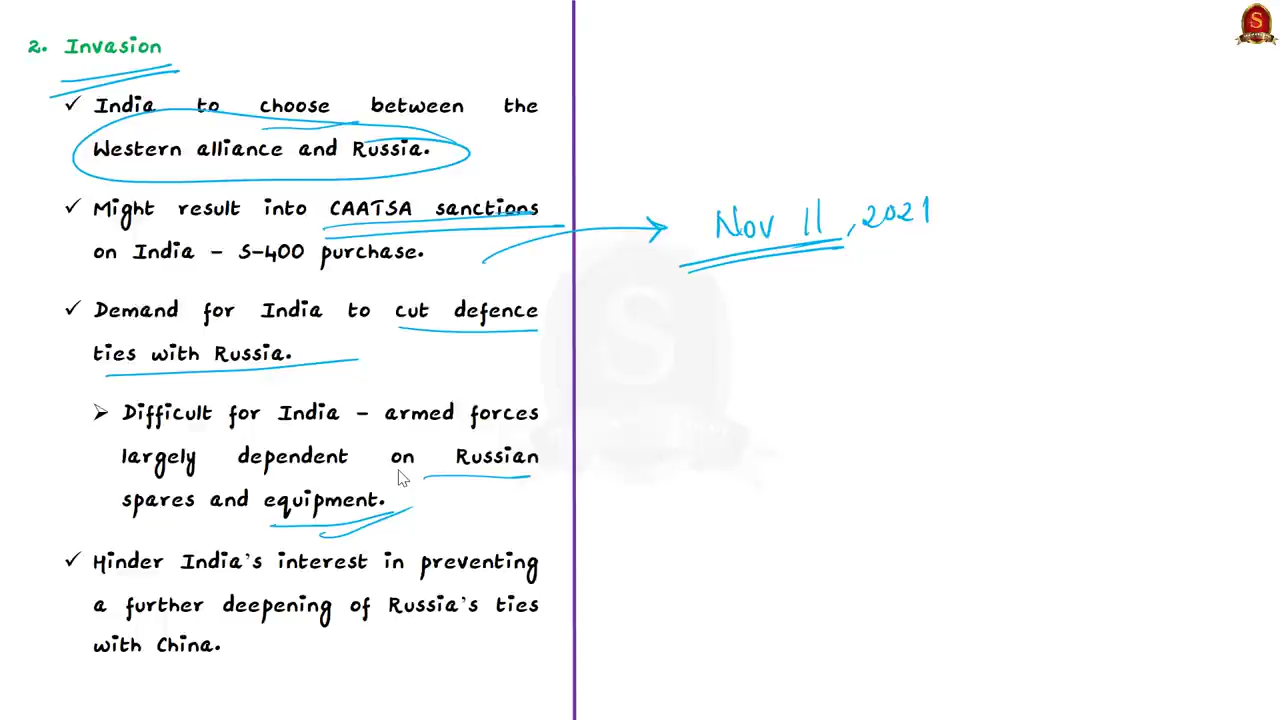 2. Invasion
✓ India to choose between the
Western alliance and Russia.
✓ Might result into CAATSA sanctions
on India - S-400 purchase.
Nov 11, 2021
✓ Demand for India to cut defence
ties with Russia.
➢ Difficult for India - armed forces
largely dependent on Russian
spares and equipment.
✓ Hinder India's interest in preventing
a further deepening of Russia's ties
with China.
S
S